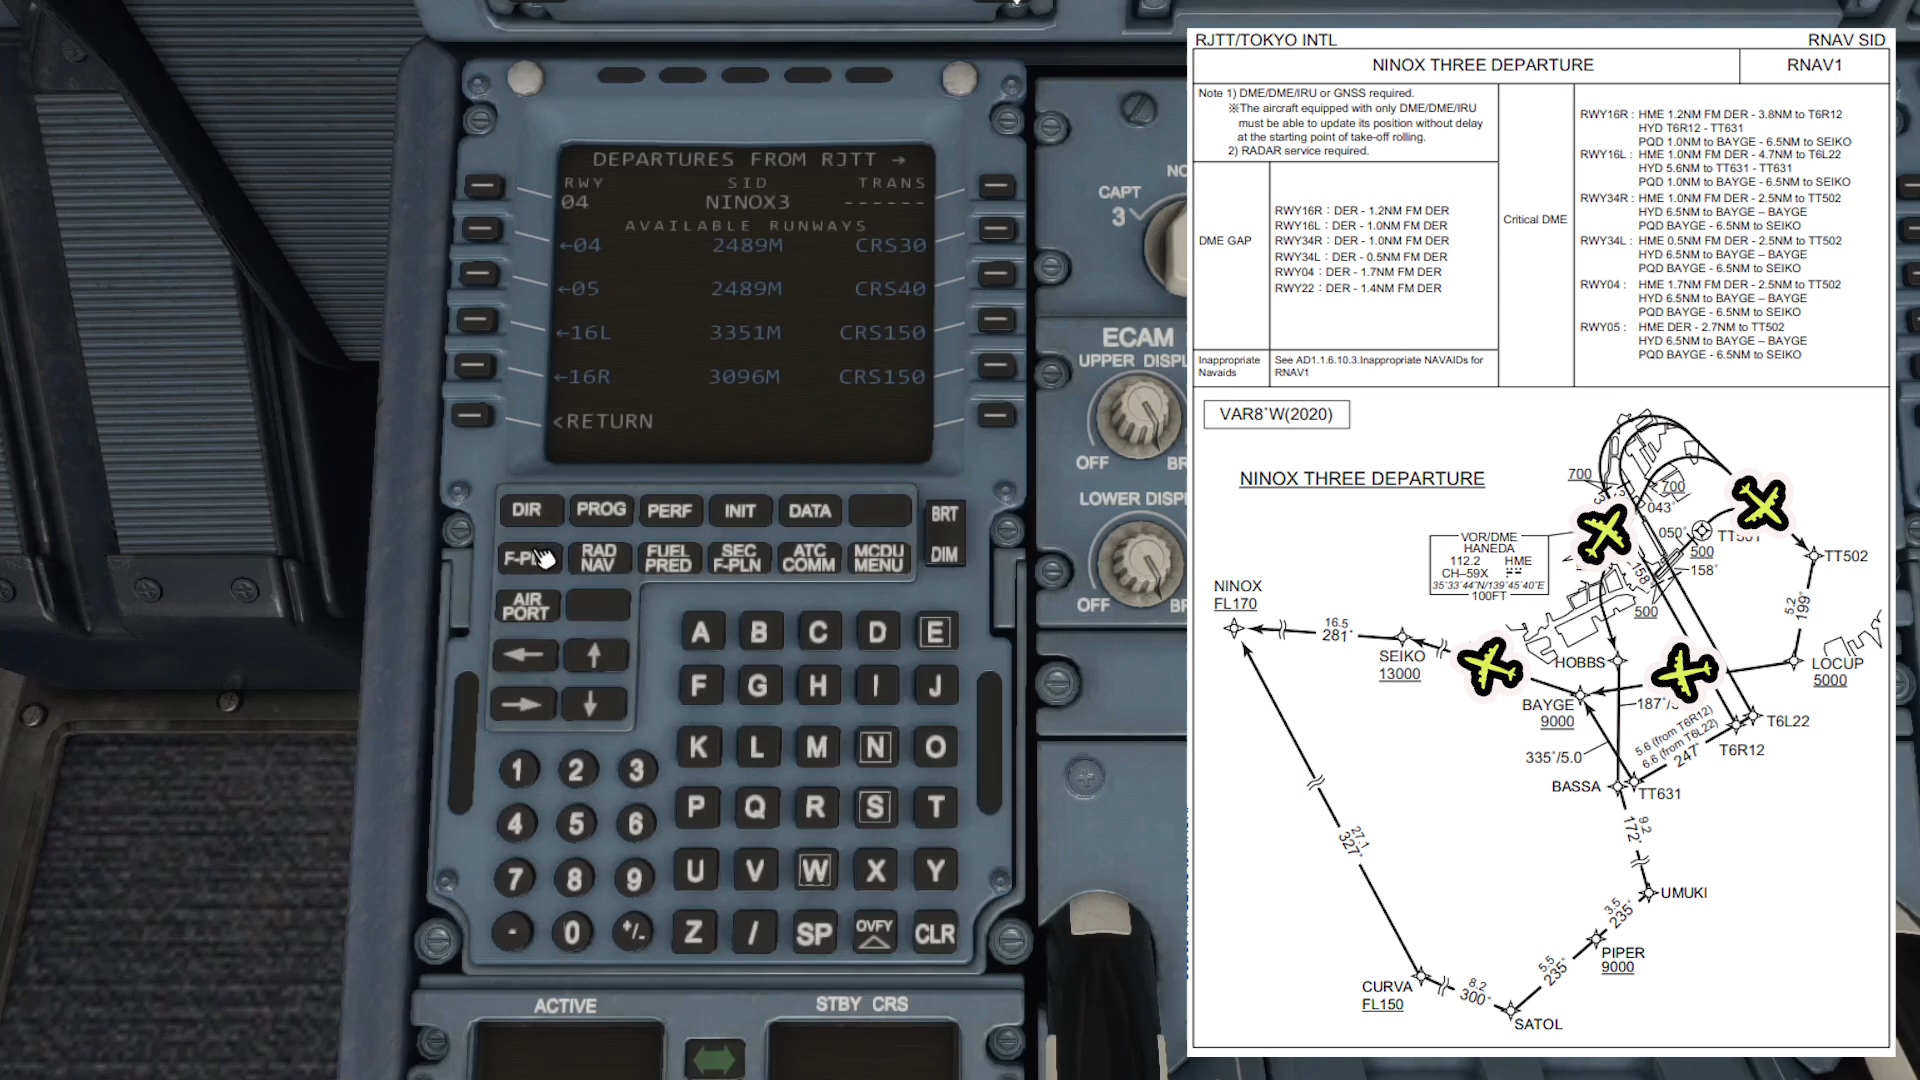 DEPARTURES FROM RJTT →
RWY SID TRANS
04 NINOX3 ------
AVAILABLE RUNWAYS
←04 2489M CRS30
←05 2489M CRS40
←16L 3351M CRS150
←16R 3096M CRS150
<RETURN
DIR PROG PERF INIT DATA
BRT
DIM
RAD NAV
FUEL PRED
SEC F-PLN
ATC COMM
MCDU MENU
AIR PORT
A B C D E
F G H I J
K L M N O
P Q R S T
U V W X Y
Z / SP OVFY CLR
1 2 3
4 5 6
7 8 9
0 +/-
ACTIVE
STBY CRS
CAPT
3
ECAM
OFF
OFF
RJTT/TOKYO INTL
RNAV SID
NINOX THREE DEPARTURE
RNAV1
Note 1) DME/DME/IRU or GNSS required.
※The aircraft equipped with only DME/DME/IRU
must be able to update its position without delay
at the starting point of take-off rolling.
2) RADAR service required.
DME GAP
RWY16R : DER - 1.2NM FM DER
RWY16L : DER - 1.0NM FM DER
RWY34R : DER - 1.0NM FM DER
RWY34L : DER - 0.5NM FM DER
RWY04 : DER - 1.7NM FM DER
RWY22 : DER - 1.4NM FM DER
Inappropriate
Navaids
See AD1.1.6.10.3.Inappropriate NAVAIDs for
RNAV1
Critical DME
RWY16R : HME 1.2NM FM DER - 3.8NM to T6R12
HYD T6R12 - TT631
PQD 1.0NM to BAYGE - 6.5NM to SEIKO
RWY16L : HME 1.0NM FM DER - 4.7NM to T6L22
HYD 5.6NM to TT631 - TT631
PQD 1.0NM to BAYGE - 6.5NM to SEIKO
RWY34R : HME 1.0NM FM DER - 2.5NM to TT502
HYD 6.5NM to BAYGE – BAYGE
PQD BAYGE - 6.5NM to SEIKO
RWY34L : HME 0.5NM FM DER - 2.5NM to TT502
HYD 6.5NM to BAYGE – BAYGE
PQD BAYGE - 6.5NM to SEIKO
RWY04 : HME 1.7NM FM DER - 2.5NM to TT502
HYD 6.5NM to BAYGE – BAYGE
PQD BAYGE - 6.5NM to SEIKO
RWY05 : HME DER - 2.7NM to TT502
HYD 6.5NM to BAYGE – BAYGE
PQD BAYGE - 6.5NM to SEIKO
VAR8°W(2020)
NINOX THREE DEPARTURE
700
700
043°
050°
500
158°
158°
500
TT502
VOR/DME
HANEDA
112.2 HME
CH–59X
35°33'44"N/139°45'40"E
100FT
5.2
199°
NINOX
FL170
16.5
281°
SEIKO
13000
HOBBS
LOCUP
5000
BAYGE
9000
T6L22
T6R12
5.6 (from T6R12)
6.6 (from T6L22)
247°
335°/5.0
BASSA
TT631
9.2
172°
27.1
327°
UMUKI
3.5
235°
PIPER
9000
5.5
235°
CURVA
FL150
8.2
300°
SATOL